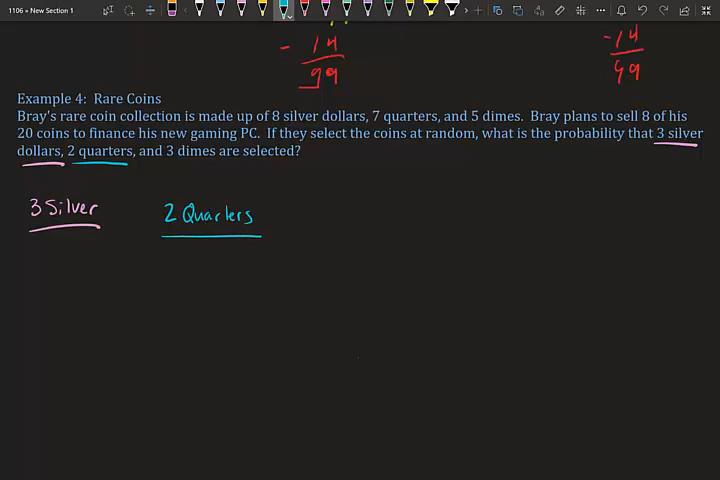 1106 » New Section 1
- 14
99
- 14
49
Example 4: Rare Coins
Bray's rare coin collection is made up of 8 silver dollars, 7 quarters, and 5 dimes. Bray plans to sell 8 of his
20 coins to finance his new gaming PC. If they select the coins at random, what is the probability that 3 silver
dollars, 2 quarters, and 3 dimes are selected?
3 Silver 2 Quarters